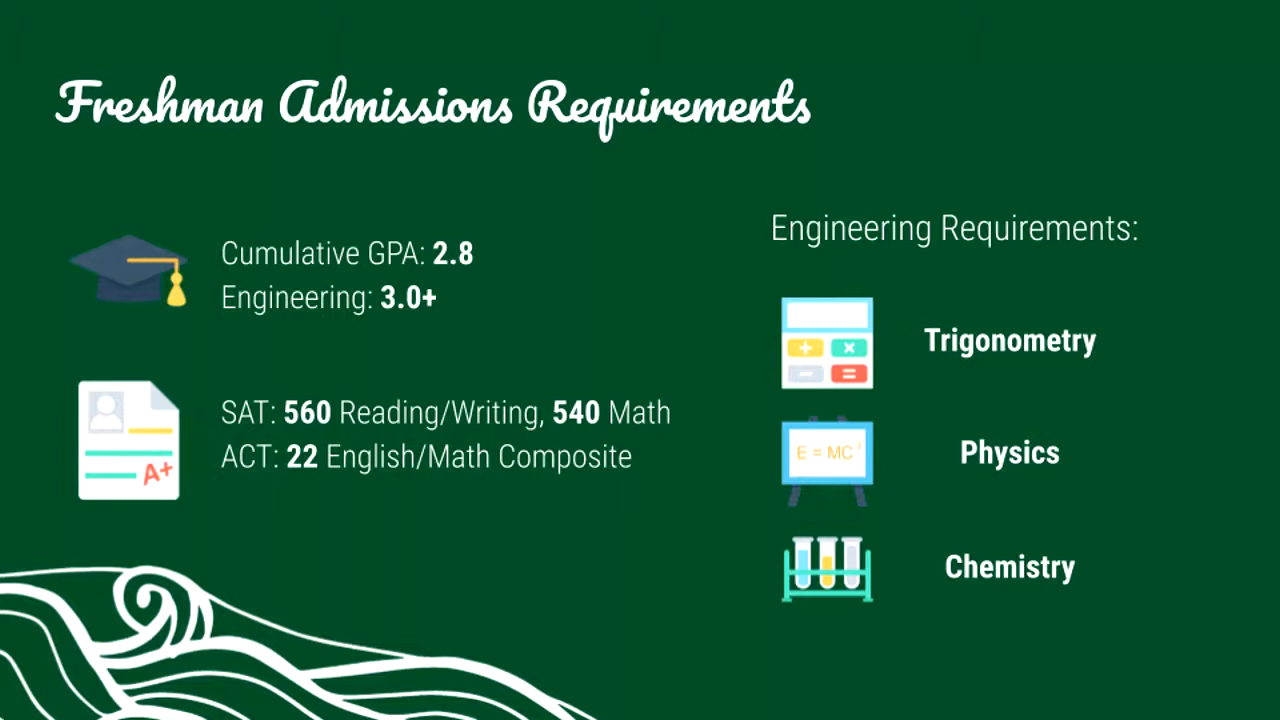 Freshman Admissions Requirements
Cumulative GPA: 2.8
Engineering: 3.0+
SAT: 560 Reading/Writing, 540 Math
ACT: 22 English/Math Composite
A+
Engineering Requirements:
Trigonometry
E = MC²
Physics
Chemistry